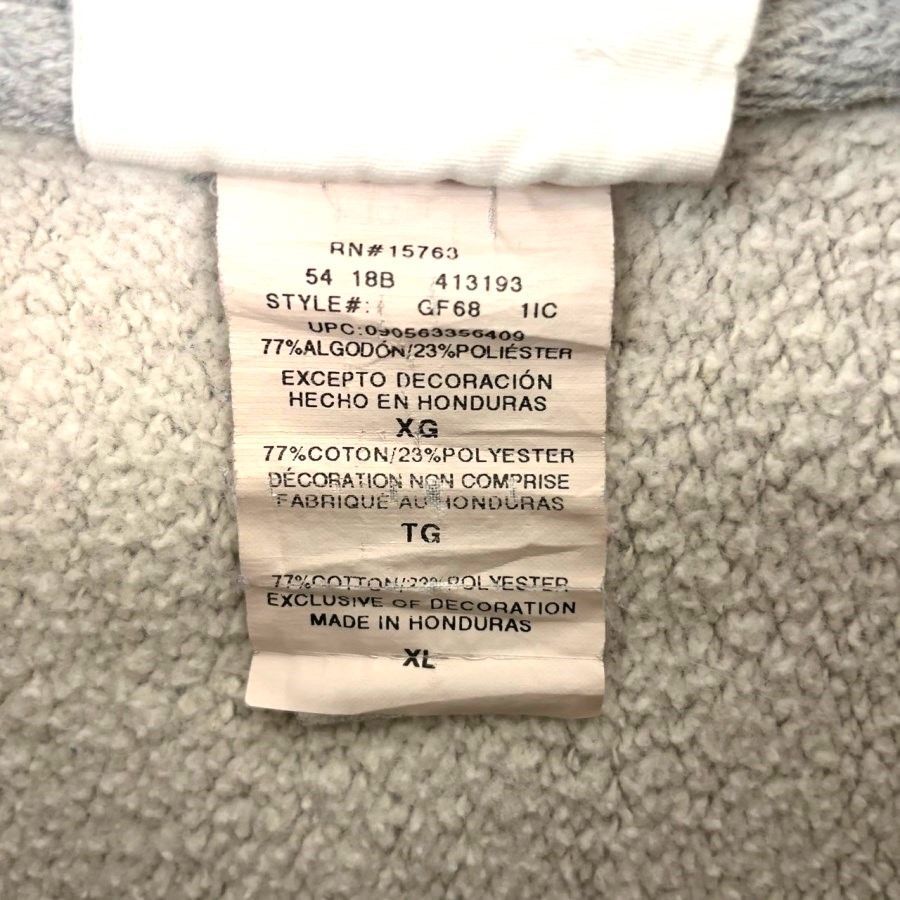 RN#15763
54 18B 413193
STYLE#: GF68 1IC
UPC:090563356409
77%ALGODÓN/23%POLIÉSTER
EXCEPTO DECORACIÓN
HECHO EN HONDURAS
XG
77%COTON/23%POLYESTER
DÉCORATION NON COMPRISE
FABRIQUÉ AU HONDURAS
TG
77%COTTON/23%POLYESTER
EXCLUSIVE OF DECORATION
MADE IN HONDURAS
XL